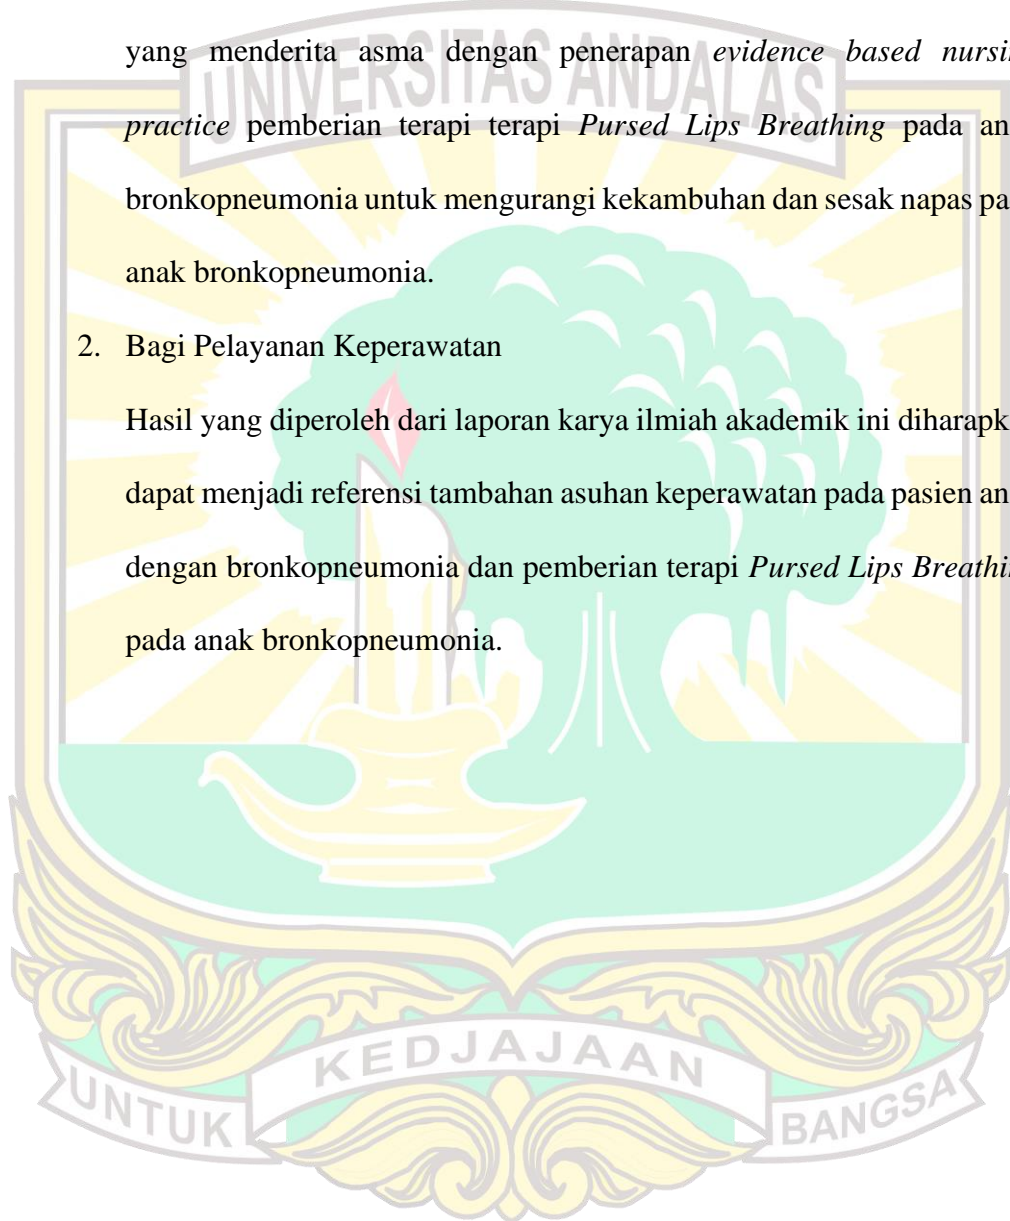 UNIVERSITAS ANDALAS
yang menderita asma dengan penerapan evidence based nursin
practice pemberian terapi terapi Pursed Lips Breathing pada an
bronkopneumonia untuk mengurangi kekambuhan dan sesak napas pa
anak bronkopneumonia.
2. Bagi Pelayanan Keperawatan
Hasil yang diperoleh dari laporan karya ilmiah akademik ini diharapk
dapat menjadi referensi tambahan asuhan keperawatan pada pasien an
dengan bronkopneumonia dan pemberian terapi Pursed Lips Breathin
pada anak bronkopneumonia.
UNTUK KEDJAJAAN BANGSA